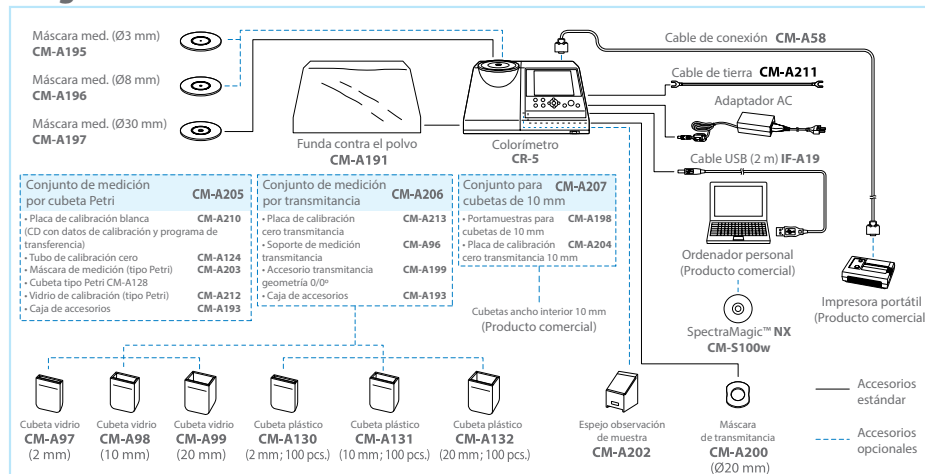 Máscara med. (Ø3 mm)
CM-A195
Máscara med. (Ø8 mm)
CM-A196
Máscara med. (Ø30 mm)
CM-A197
Funda contra el polvo
CM-A191
Colorímetro
CR-5
Cable de conexión CM-A58
Cable de tierra CM-A211
Adaptador AC
Cable USB (2 m) IF-A19
Ordenador personal
(Producto comercial)
SpectraMagic™ NX
CM-S100w
Impresora portátil
(Producto comercial)
Conjunto de medición
por cubeta Petri
CM-A205
• Placa de calibración blanca CM-A210
(CD con datos de calibración y programa de
transferencia)
• Tubo de calibración cero CM-A124
• Máscara de medición (tipo Petri) CM-A203
• Cubeta tipo Petri CM-A128
• Vidrio de calibración (tipo Petri) CM-A212
• Caja de accesorios CM-A193
Conjunto de medición
por transmitancia
CM-A206
• Placa de calibración CM-A213
cero transmitancia
• Soporte de medición CM-A96
transmitancia
• Accesorio transmitancia CM-A199
geometría 0/0º
• Caja de accesorios CM-A193
Conjunto para CM-A207
cubetas de 10 mm
• Portamuestras para CM-A198
cubetas de 10 mm
• Placa de calibración CM-A204
cero transmitancia 10 mm
Cubetas ancho interior 10 mm
(Producto comercial)
Cubeta vidrio
CM-A97
(2 mm)
Cubeta vidrio
CM-A98
(10 mm)
Cubeta vidrio
CM-A99
(20 mm)
Cubeta plástico
CM-A130
(2 mm; 100 pcs.)
Cubeta plástico
CM-A131
(10 mm; 100 pcs.)
Cubeta plástico
CM-A132
(20 mm; 100 pcs.)
Espejo observación
de muestra
CM-A202
Máscara
de transmitancia
CM-A200
(Ø20 mm)
Accesorios
estándar
Accesorios
opcionales